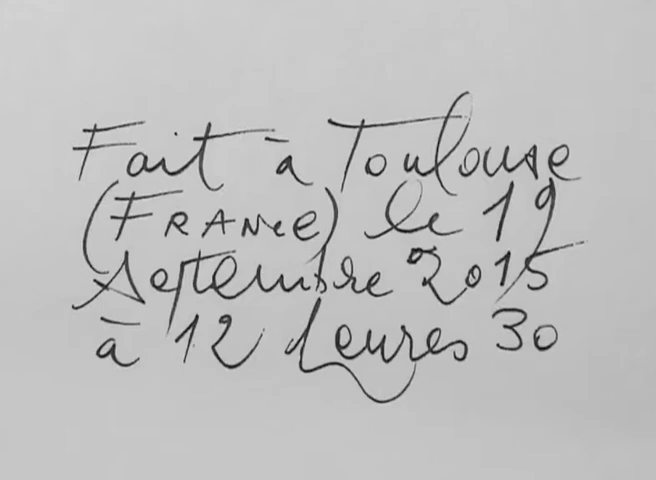 Fait à Toulouse
(FRANCE) le 19
Septembre 2015
à 12 heures 30